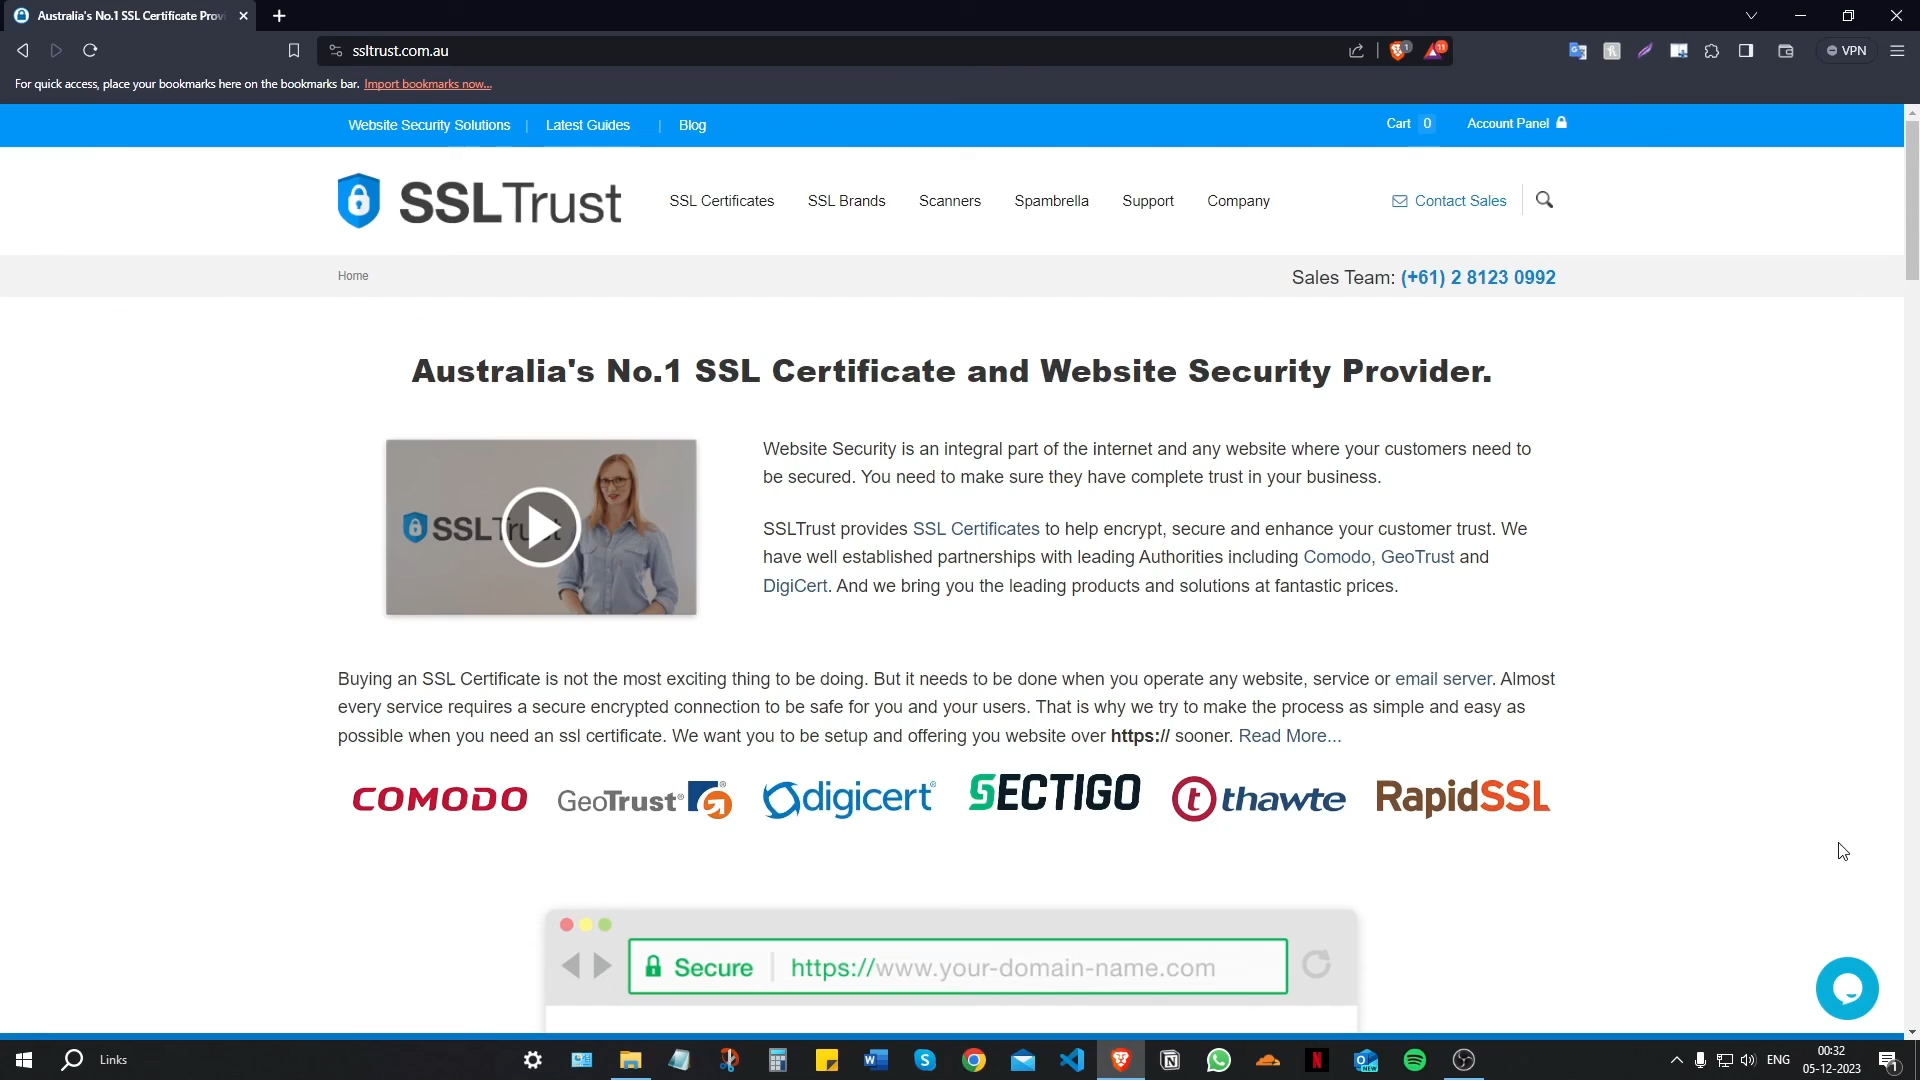 Australia's No.1 SSL Certificate Prov
ssltrust.com.au
1
11
VPN
For quick access, place your bookmarks here on the bookmarks bar. Import bookmarks now...
Website Security Solutions | Latest Guides | Blog
Cart 0 Account Panel
SSLTrust
SSL Certificates SSL Brands Scanners Spambrella Support Company
Contact Sales
Home
Sales Team: (+61) 2 8123 0992
Australia's No.1 SSL Certificate and Website Security Provider.
Website Security is an integral part of the internet and any website where your customers need to
be secured. You need to make sure they have complete trust in your business.
SSLTrust provides SSL Certificates to help encrypt, secure and enhance your customer trust. We
have well established partnerships with leading Authorities including Comodo, GeoTrust and
DigiCert. And we bring you the leading products and solutions at fantastic prices.
SSLTrust
Buying an SSL Certificate is not the most exciting thing to be doing. But it needs to be done when you operate any website, service or email server. Almost
every service requires a secure encrypted connection to be safe for you and your users. That is why we try to make the process as simple and easy as
possible when you need an ssl certificate. We want you to be setup and offering you website over https:// sooner. Read More...
COMODO GeoTrust® digicert® SECTIGO thawte RapidSSL
Secure https://www.your-domain-name.com
Links
ENG
00:32
05-12-2023
1